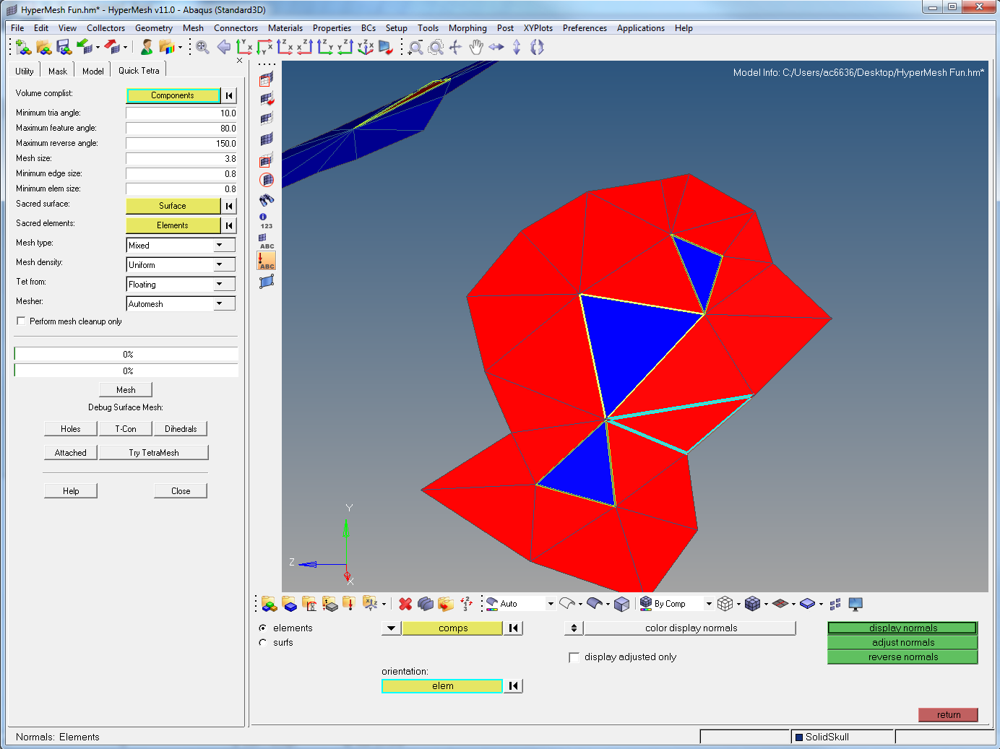 HyperMesh Fun.hm* - HyperMesh v11.0 - Abaqus (Standard3D)
File Edit View Collectors Geometry Mesh Connectors Materials Properties BCs Setup Tools Morphing Post XYPlots Preferences Applications Help
Utility Mask Model Quick Tetra
Volume complist: Components
Minimum tria angle: 10.0
Maximum feature angle: 80.0
Maximum reverse angle: 150.0
Mesh size: 3.8
Minimum edge size: 0.8
Minimum elem size: 0.8
Sacred surface: Surface
Sacred elements: Elements
Mesh type: Mixed
Mesh density: Uniform
Tet from: Floating
Mesher: Automesh
Perform mesh cleanup only
0%
0%
Mesh
Debug Surface Mesh:
Holes T-Con Dihedrals
Attached Try TetraMesh
Help Close
123
ABC
ABC
Model Info: C:/Users/ac6636/Desktop/HyperMesh Fun.hm*
Y
Z
X
Auto By Comp
elements
surfs
comps
orientation:
elem
color display normals
display adjusted only
display normals
adjust normals
reverse normals
return
Normals: Elements
SolidSkull